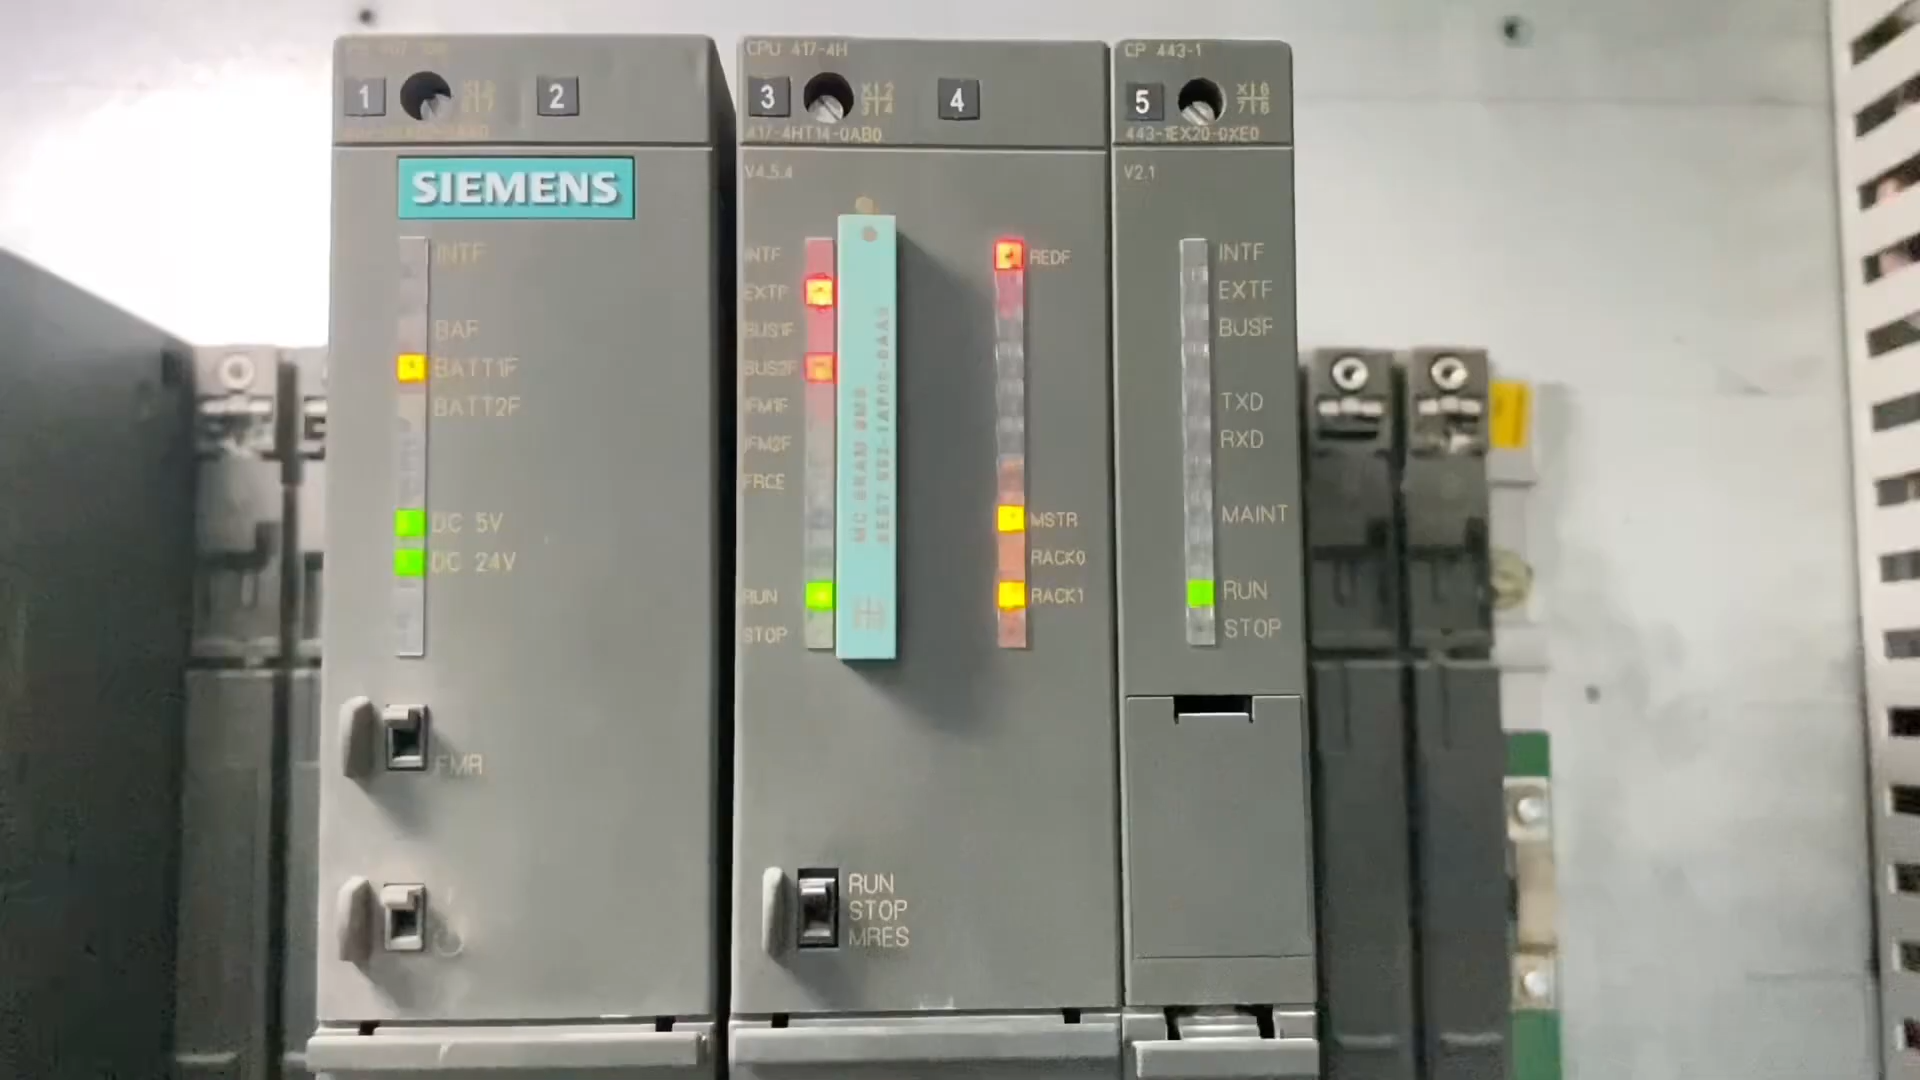 CPU 417-4H
CP 443-1
1
2
3
X 2
3 4
4
5
X 6
7 8
417-4HT14-0AB0
443-1EX20-0XE0
SIEMENS
V4.5.4
V2.1
INTF
BAF
BATT1F
BATT2F
DC 5V
DC 24V
FMR
INTF
EXTF
BUS1F
BUS2F
IFM1F
IFM2F
FRCE
RUN
STOP
REDF
MSTR
RACK0
RACK1
RUN
STOP
MRES
INTF
EXTF
BUSF
TXD
RXD
MAINT
RUN
STOP